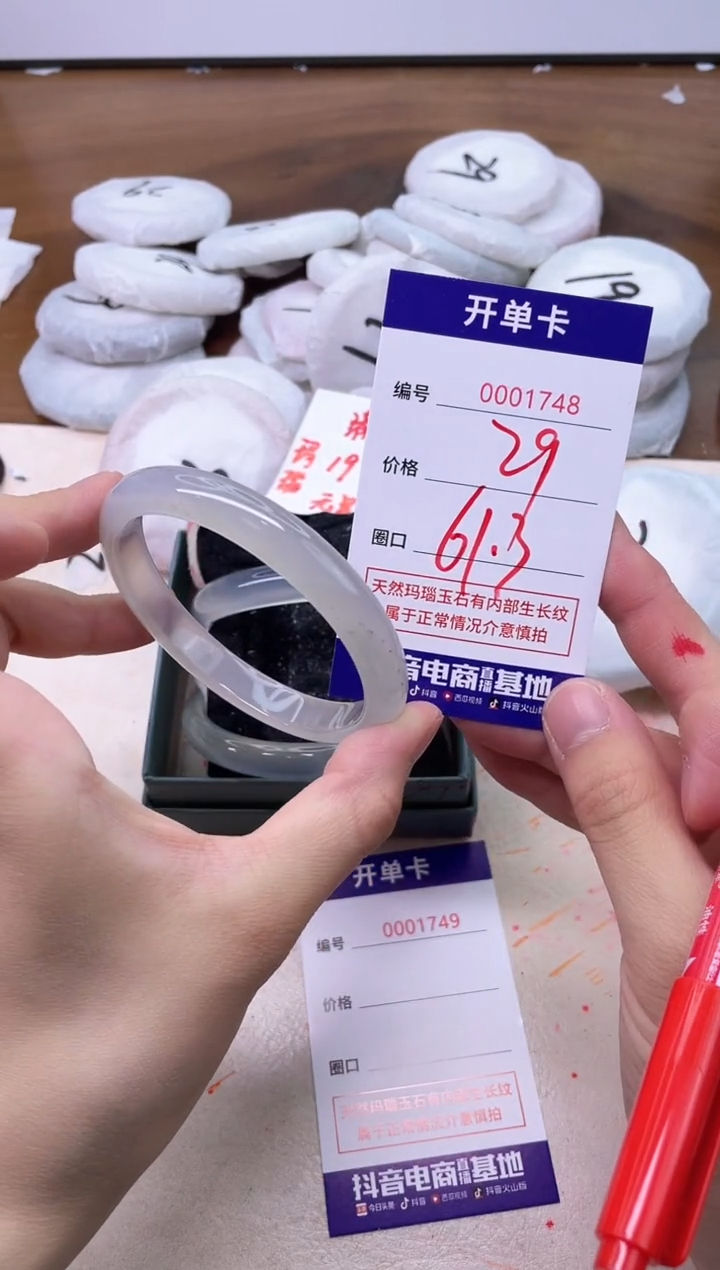 19
开单卡
编号 0001748
价格 29
圈口 61.3
天然玛瑙玉石有内部生长纹
属于正常情况介意慎拍
音电商直播基地
抖音 西瓜视频 抖音火山版
玛瑙 19
元
开单卡
编号 0001749
价格
圈口
天然玛瑙玉石有内部生长纹
属于正常情况介意慎拍
抖音电商直播基地
今日头条 抖音 西瓜视频 抖音火山版